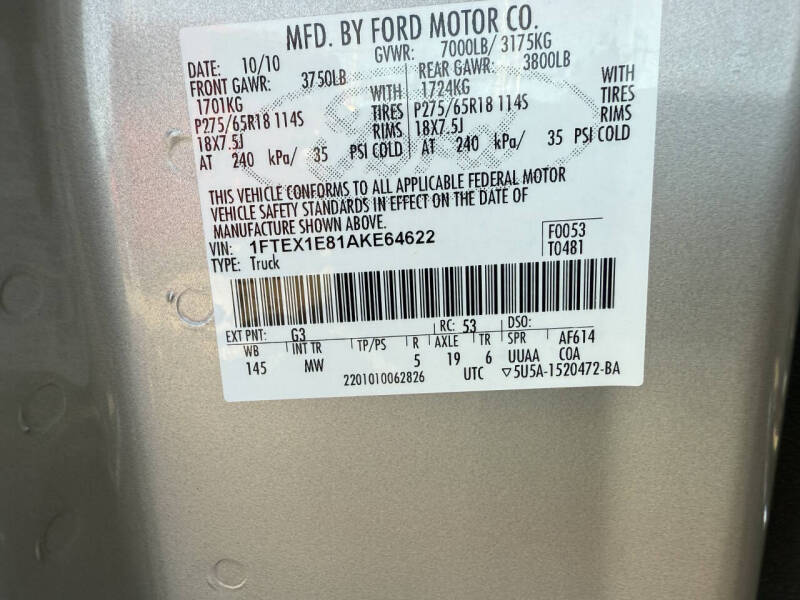 MFD. BY FORD MOTOR CO.
DATE: 10/10 GVWR: 7000LB/ 3175KG
FRONT GAWR: 3750LB REAR GAWR: 3800LB
1701KG WITH 1724KG WITH
P275/65R18 114S TIRES P275/65R18 114S TIRES
18X7.5J RIMS 18X7.5J RIMS
AT 240 kPa/ 35 PSI COLD AT 240 kPa/ 35 PSI COLD
THIS VEHICLE CONFORMS TO ALL APPLICABLE FEDERAL MOTOR
VEHICLE SAFETY STANDARDS IN EFFECT ON THE DATE OF
MANUFACTURE SHOWN ABOVE.
VIN: 1FTEX1E81AKE64622 F0053
TYPE: Truck T0481
EXT PNT: G3 RC: 53 DSO:
WB INT TR TP/PS R AXLE TR SPR AF614
145 MW 5 19 6 UUAA COA
2201010062826 UTC ▽5U5A-1520472-BA